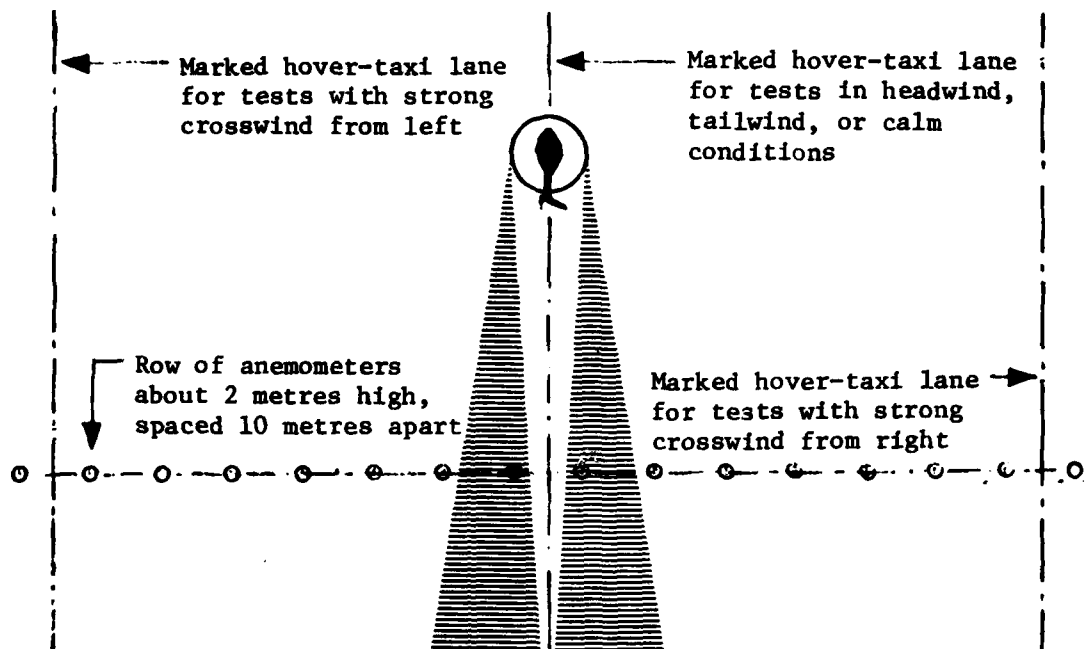 Marked hover-taxi lane
for tests with strong
crosswind from left
Marked hover-taxi lane
for tests in headwind,
tailwind, or calm
conditions
Row of anemometers
about 2 metres high,
spaced 10 metres apart
Marked hover-taxi lane
for tests with strong
crosswind from right